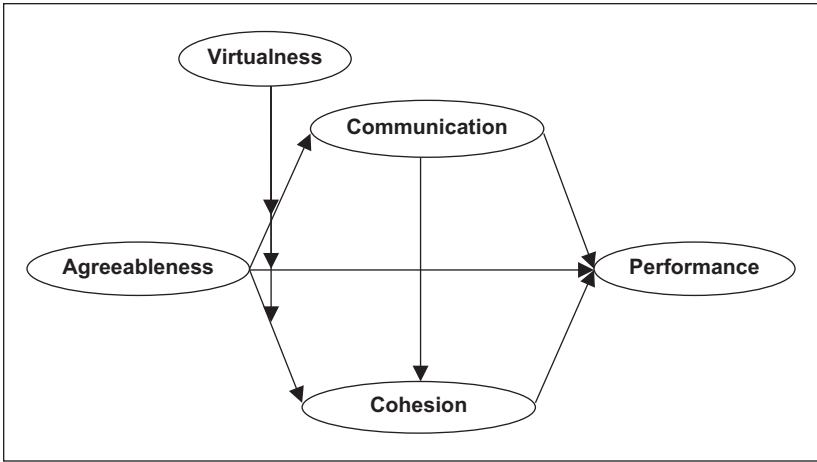 Virtualness
Communication
Agreeableness
Performance
Cohesion